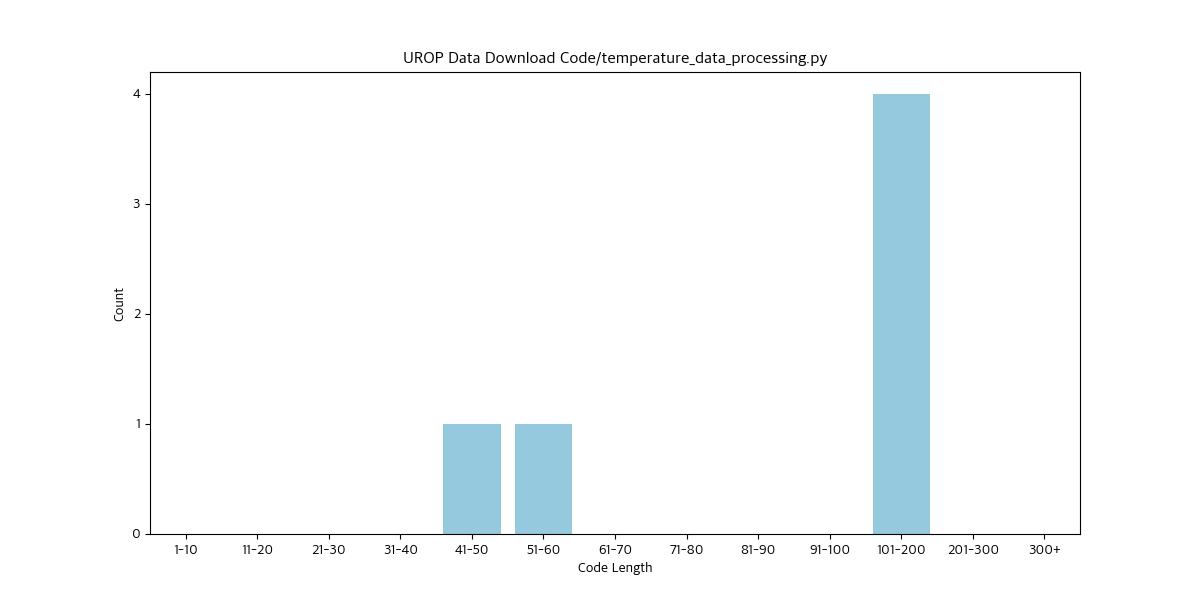 UROP Data Download Code/temperature_data_processing.py
4
3
2
1
0
Count
1-10 11-20 21-30 31-40 41-50 51-60 61-70 71-80 81-90 91-100 101-200 201-300 300+
Code Length